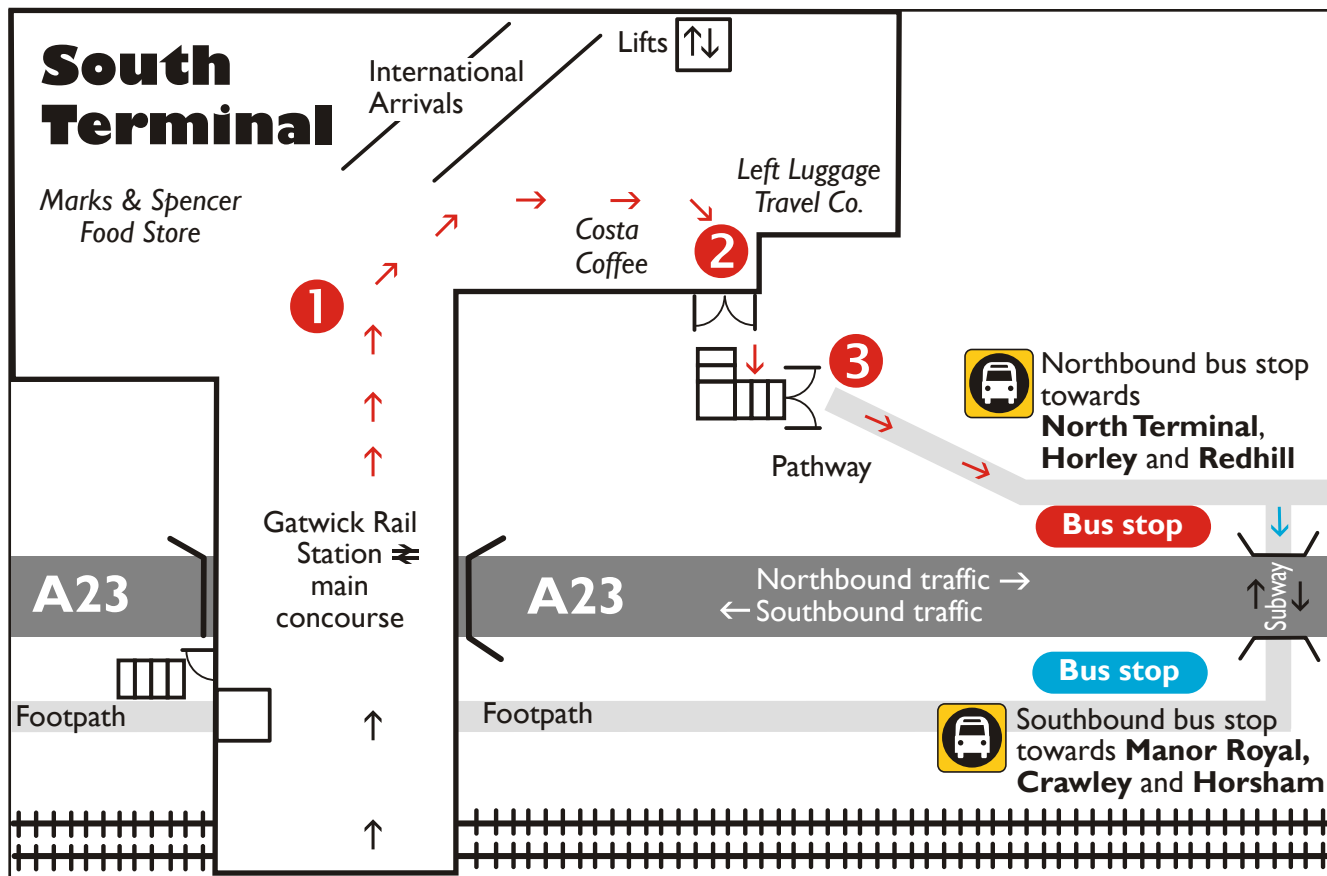 South
Terminal
International
Arrivals
Lifts
Marks & Spencer
Food Store
Left Luggage
Travel Co.
Costa
Coffee
1
2
3
Northbound bus stop
towards
North Terminal,
Horley and Redhill
Pathway
Gatwick Rail
Station
main
concourse
Bus stop
A23
A23
Northbound traffic →
← Southbound traffic
Subway
Bus stop
Footpath
Footpath
Southbound bus stop
towards Manor Royal,
Crawley and Horsham